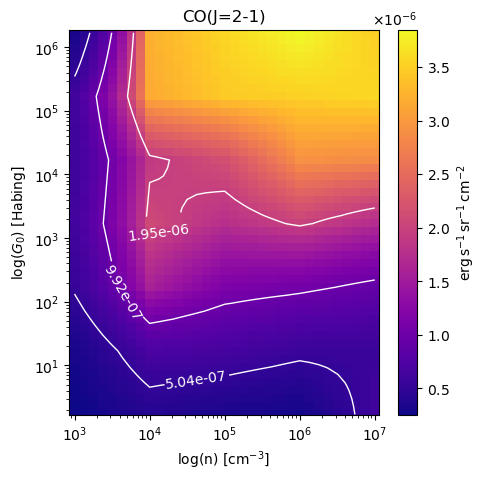 CO(J=2-1)
×10⁻⁶
log(G₀) [Habing]
10⁶
10⁵
10⁴
10³
10²
10¹
1.95e-06
9.92e-07
5.04e-07
10³ 10⁴ 10⁵ 10⁶ 10⁷
log(n) [cm⁻³]
3.5
3.0
2.5
2.0
1.5
1.0
0.5
erg s⁻¹ sr⁻¹ cm⁻²